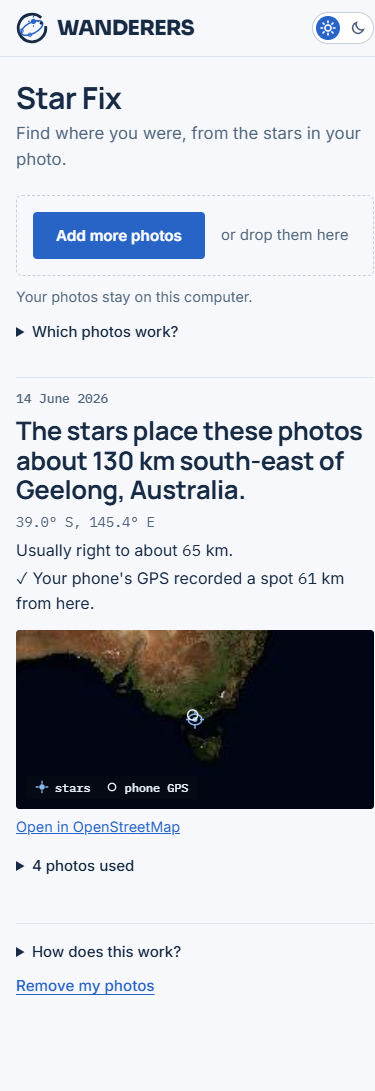 WANDERERS
Star Fix
Find where you were, from the stars in your
photo.
Add more photos
or drop them here
Your photos stay on this computer.
Which photos work?
14 June 2026
The stars place these photos
about 130 km south-east of
Geelong, Australia.
39.0° S, 145.4° E
Usually right to about 65 km.
✓ Your phone's GPS recorded a spot 61 km
from here.
stars phone GPS
Open in OpenStreetMap
4 photos used
How does this work?
Remove my photos